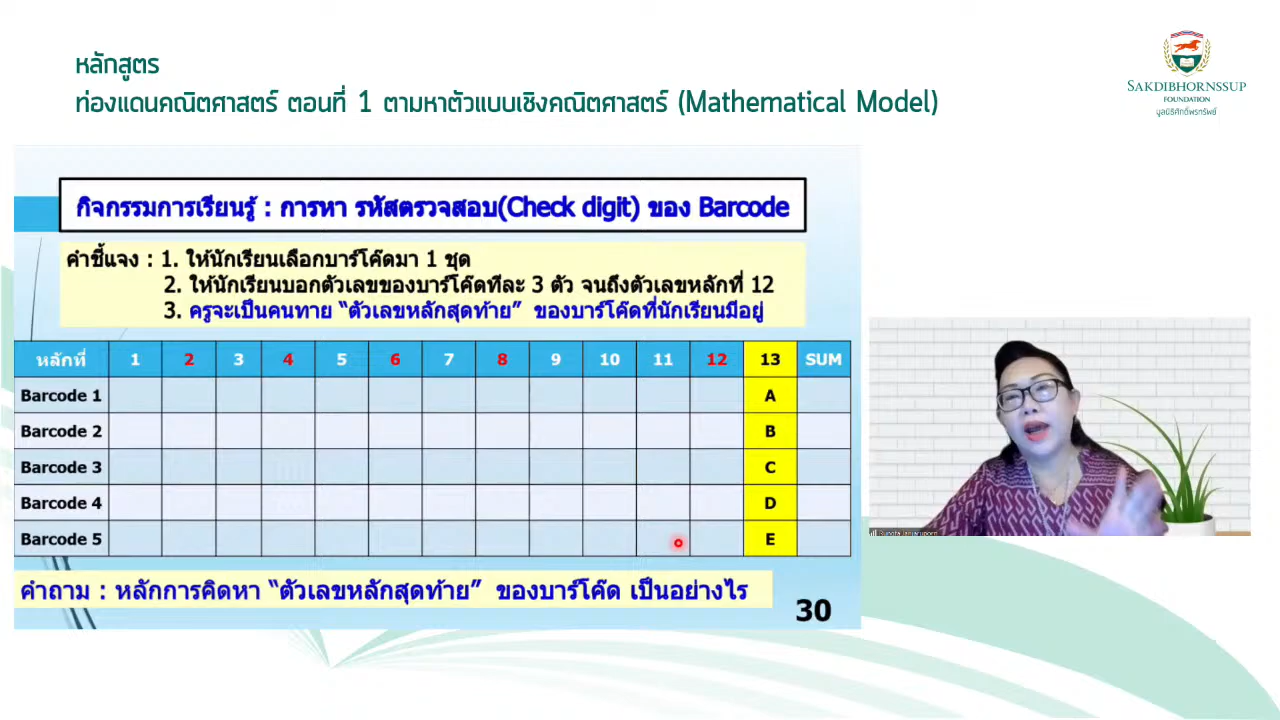 หลักสูตร
ท่องแดนคณิตศาสตร์ ตอนที่ 1 ตามหาตัวแบบเชิงคณิตศาสตร์ (Mathematical Model)
SAKDIBHORNSSUP
FOUNDATION
มูลนิธิศักดิ์พรทรัพย์
กิจกรรมการเรียนรู้ : การหา รหัสตรวจสอบ(Check digit) ของ Barcode
คำชี้แจง : 1. ให้นักเรียนเลือกบาร์โค๊ดมา 1 ชุด
2. ให้นักเรียนบอกตัวเลขของบาร์โค๊ดทีละ 3 ตัว จนถึงตัวเลขหลักที่ 12
3. ครูจะเป็นคนทาย “ตัวเลขหลักสุดท้าย” ของบาร์โค๊ดที่นักเรียนมีอยู่
หลักที่ 1 2 3 4 5 6 7 8 9 10 11 12 13 SUM
Barcode 1 A
Barcode 2 B
Barcode 3 C
Barcode 4 D
Barcode 5 E
คำถาม : หลักการคิดหา “ตัวเลขหลักสุดท้าย” ของบาร์โค๊ด เป็นอย่างไร
30